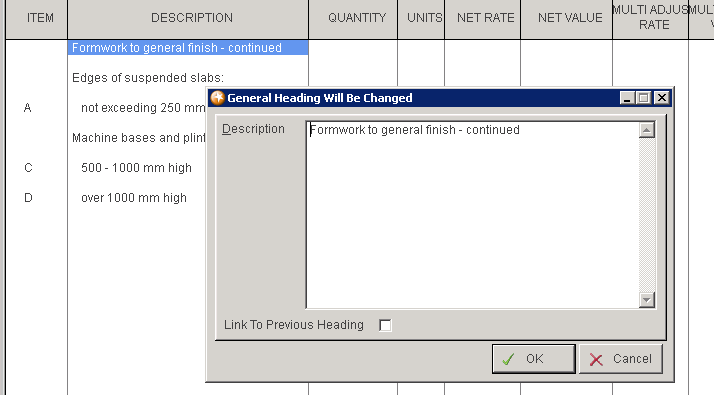 ITEM DESCRIPTION QUANTITY UNITS NET RATE NET VALUE MULTI ADJUS
RATE
Formwork to general finish - continued
Edges of suspended slabs:
A not exceeding 250 mm
Machine bases and
C 500 - 1000 mm high
D over 1000 mm high
General Heading Will Be Changed
Description Formwork to general finish - continued
Link To Previous Heading
OK Cancel